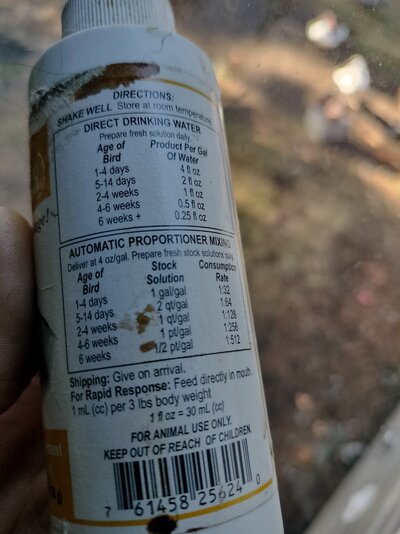 DIRECTIONS:
SHAKE WELL Store at room temperature
DIRECT DRINKING WATER
Prepare fresh solution daily.
Age of Bird Product Per Gal Of Water
1-4 days 4 fl oz
5-14 days 2 fl oz
2-4 weeks 1 fl oz
4-6 weeks 0.5 fl oz
6 weeks + 0.25 fl oz
AUTOMATIC PROPORTIONER MIXING
Deliver at 4 oz/gal. Prepare fresh stock solutions daily.
Age of Bird Stock Solution Consumption Rate
1-4 days 1 gal/gal 1:32
5-14 days 2 qt/gal 1:64
2-4 weeks 1 qt/gal 1:128
4-6 weeks 1 pt/gal 1:256
6 weeks 1/2 pt/gal 1:512
Shipping: Give on arrival.
For Rapid Response: Feed directly in mouth
1 mL (cc) per 3 lbs body weight
1 fl oz = 30 mL (cc)
FOR ANIMAL USE ONLY.
KEEP OUT OF REACH OF CHILDREN.
7 61458 25624 0